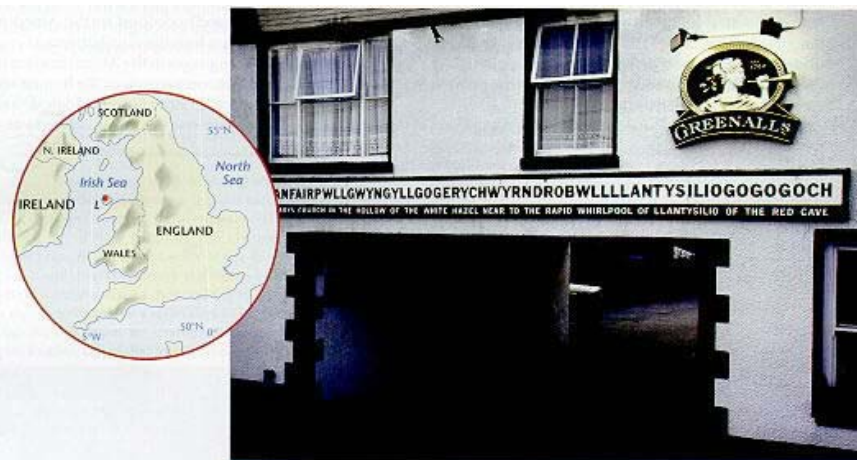 SCOTLAND
55°N
N. IRELAND
North
Sea
Irish Sea
IRELAND
L
ENGLAND
WALES
50°N 0°
5°W
GREENALLS
ANFAIRPWLLGWYNGYLLGOGERYCHWYRNDROBWLLLLANTYSILIOGOGOGOCH
CHURCH IN THE HOLLOW OF THE WHITE HAZEL NEAR TO THE RAPID WHIRLPOOL OF LLANTYSILIO OF THE RED CAVE